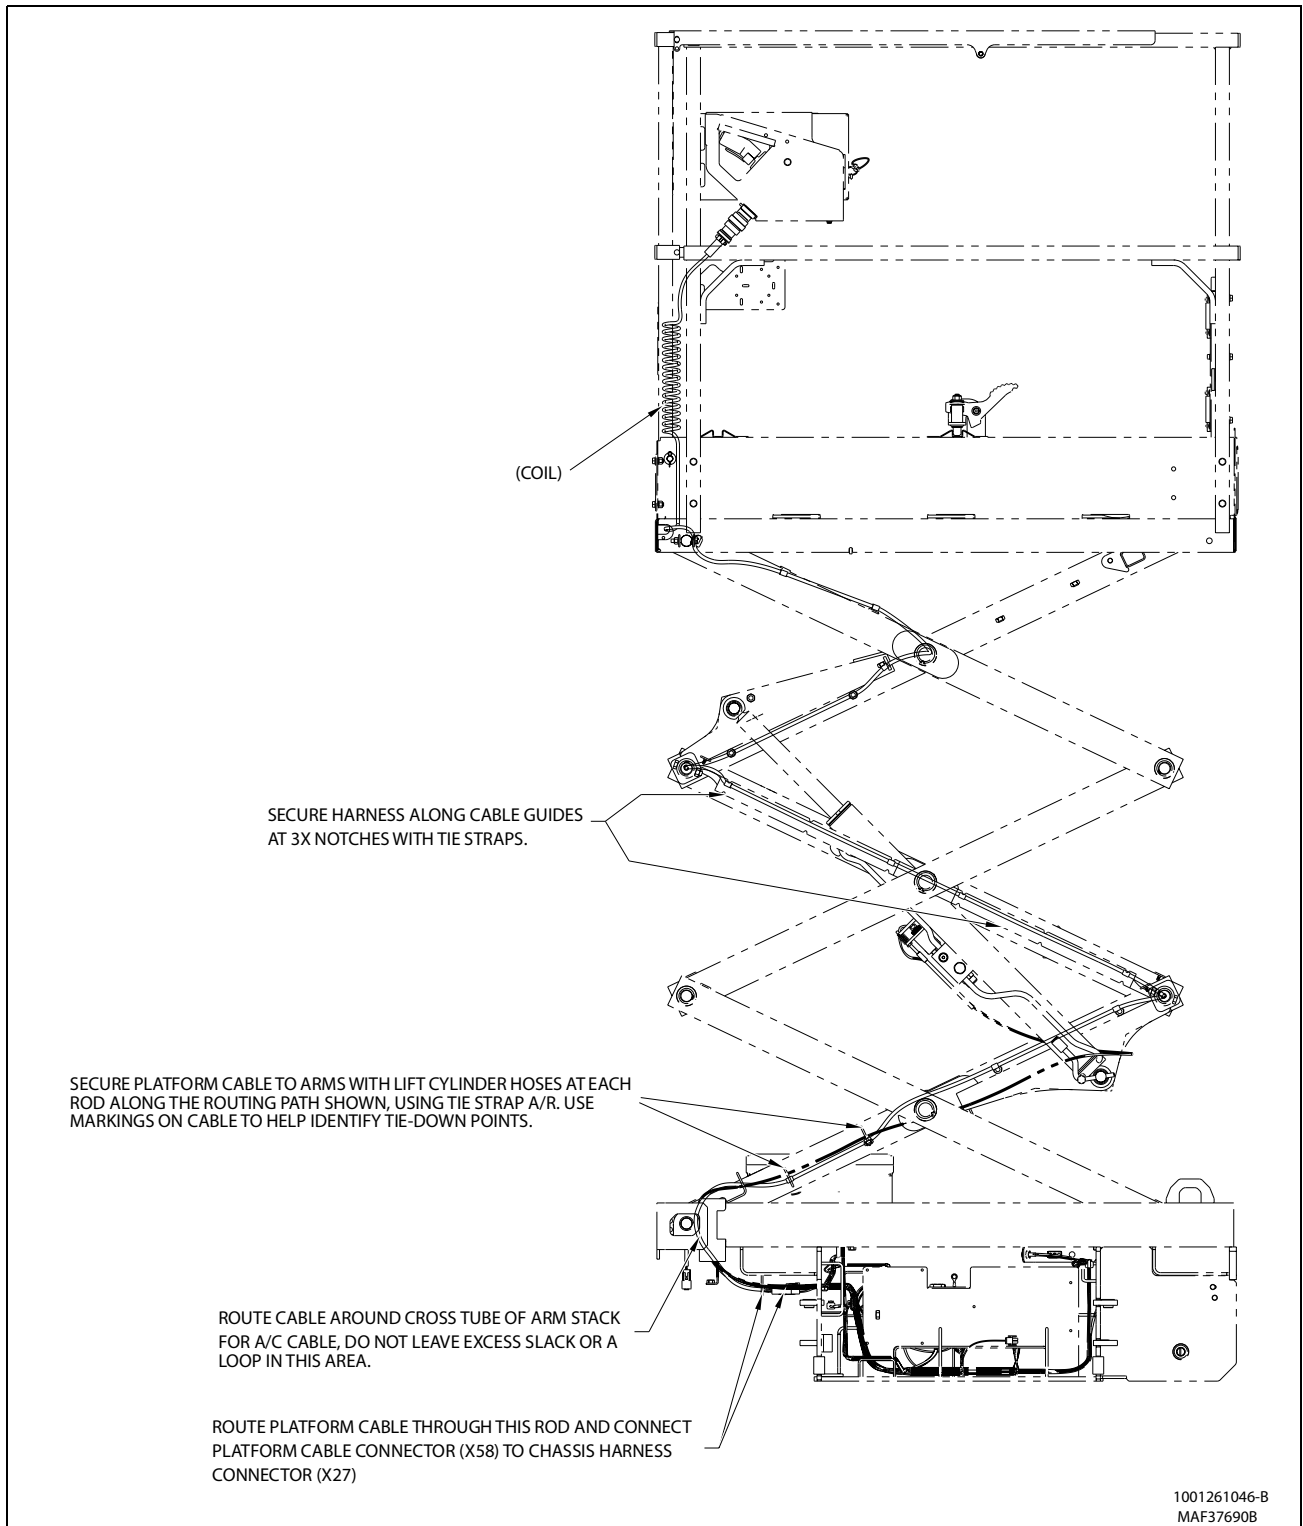 (COIL)
SECURE HARNESS ALONG CABLE GUIDES
AT 3X NOTCHES WITH TIE STRAPS.
SECURE PLATFORM CABLE TO ARMS WITH LIFT CYLINDER HOSES AT EACH
ROD ALONG THE ROUTING PATH SHOWN, USING TIE STRAP A/R. USE
MARKINGS ON CABLE TO HELP IDENTIFY TIE-DOWN POINTS.
ROUTE CABLE AROUND CROSS TUBE OF ARM STACK
FOR A/C CABLE, DO NOT LEAVE EXCESS SLACK OR A
LOOP IN THIS AREA.
ROUTE PLATFORM CABLE THROUGH THIS ROD AND CONNECT
PLATFORM CABLE CONNECTOR (X58) TO CHASSIS HARNESS
CONNECTOR (X27)
1001261046-B
MAF37690B